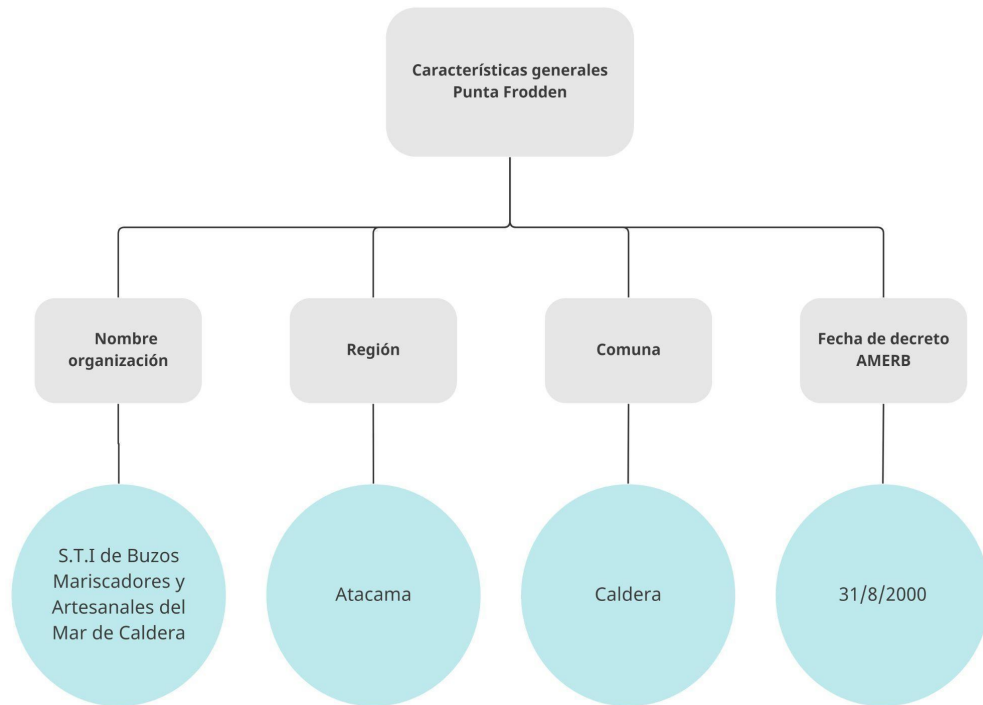 Características generales
Punta Frodden
Nombre
organización
Región
Comuna
Fecha de decreto
AMERB
S.T.I de Buzos
Mariscadores y
Artesanales del
Mar de Caldera
Atacama
Caldera
31/8/2000